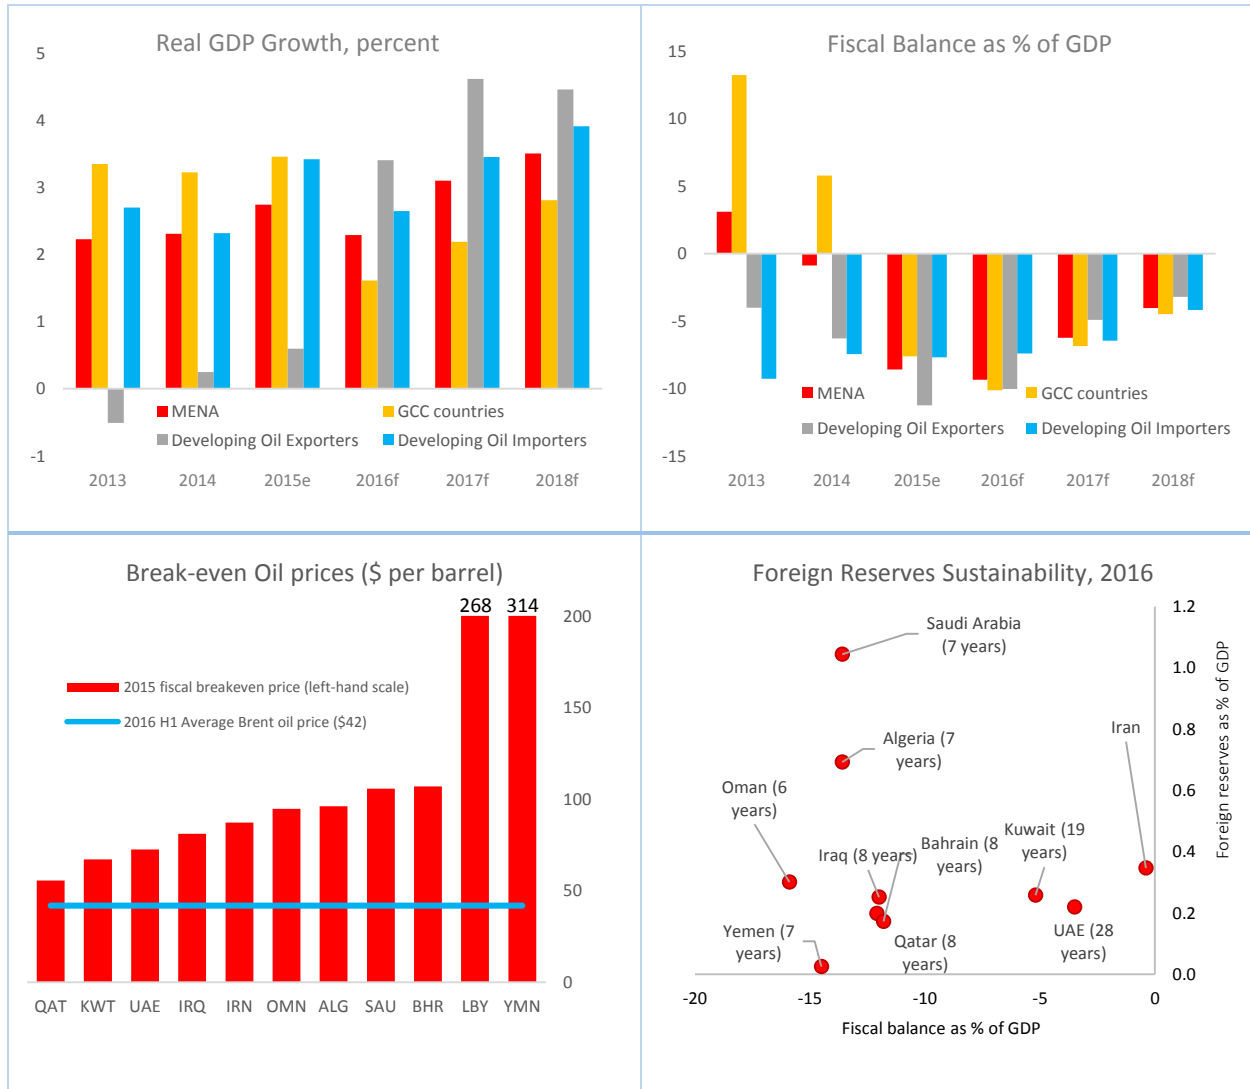 Real GDP Growth, percent
5
4
3
2
1
0
-1
MENA
GCC countries
Developing Oil Exporters
Developing Oil Importers
2013
2014
2015e
2016f
2017f
2018f
Fiscal Balance as % of GDP
15
10
5
0
-5
-10
-15
MENA
GCC countries
Developing Oil Exporters
Developing Oil Importers
2013
2014
2015e
2016f
2017f
2018f
Break-even Oil prices ($ per barrel)
268
314
200
150
100
50
0
2015 fiscal breakeven price (left-hand scale)
2016 H1 Average Brent oil price ($42)
QAT
KWT
UAE
IRQ
IRN
OMN
ALG
SAU
BHR
LBY
YMN
Foreign Reserves Sustainability, 2016
1.2
1.0
0.8
0.6
0.4
0.2
0.0
Foreign reserves as % of GDP
Saudi Arabia
(7 years)
Algeria (7
years)
Iran
Oman (6
years)
Iraq (8 years)
Bahrain (8
years)
Kuwait (19
years)
Yemen (7
years)
Qatar (8
years)
UAE (28
years)
-20
-15
-10
-5
0
Fiscal balance as % of GDP